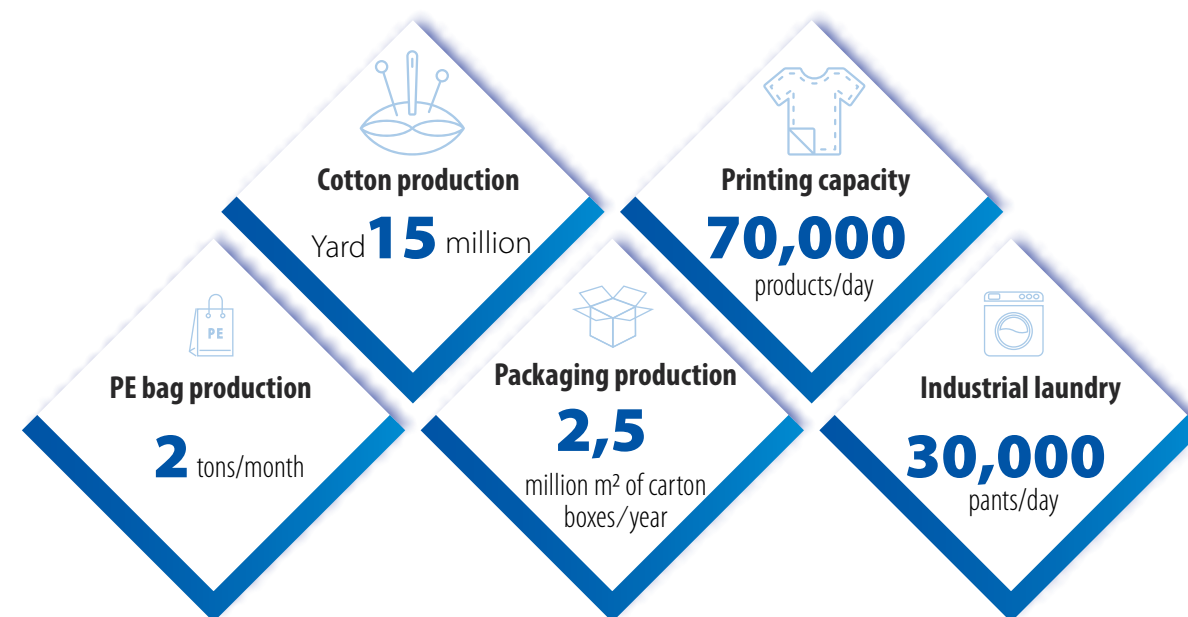 Cotton production
Yard 15 million
Printing capacity
70,000
products/day
PE
PE bag production
2 tons/month
Packaging production
2,5
million m² of carton
boxes/year
Industrial laundry
30,000
pants/day